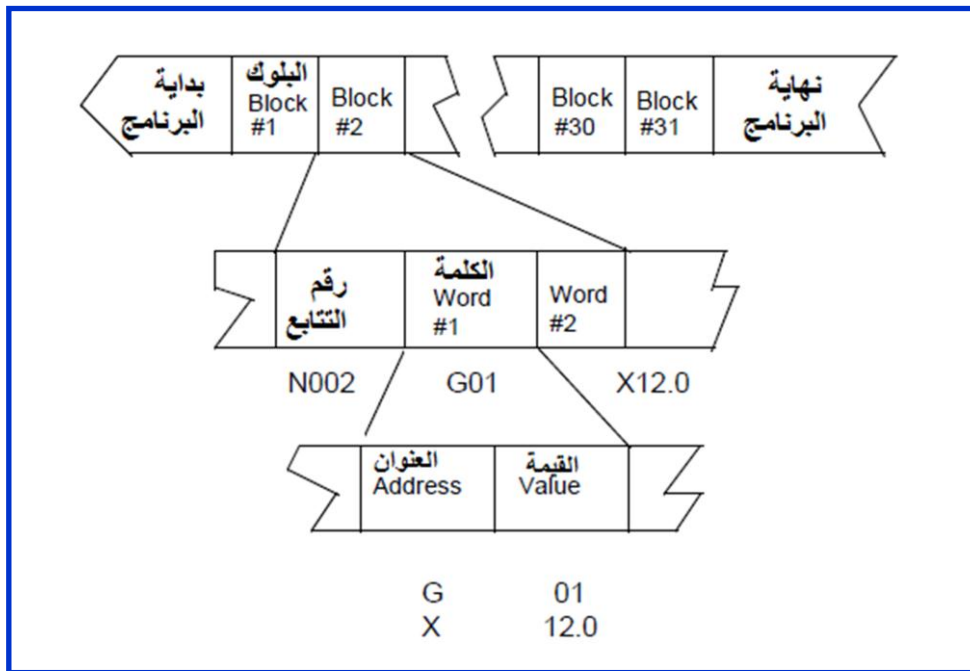 بداية
البرنامج
البلوك
Block
#1
Block
#2
Block
#30
Block
#31
نهاية
البرنامج
رقم
التتابع
الكلمة
Word
#1
Word
#2
N002 G01 X12.0
العنوان
Address
القيمة
Value
G 01
X 12.0